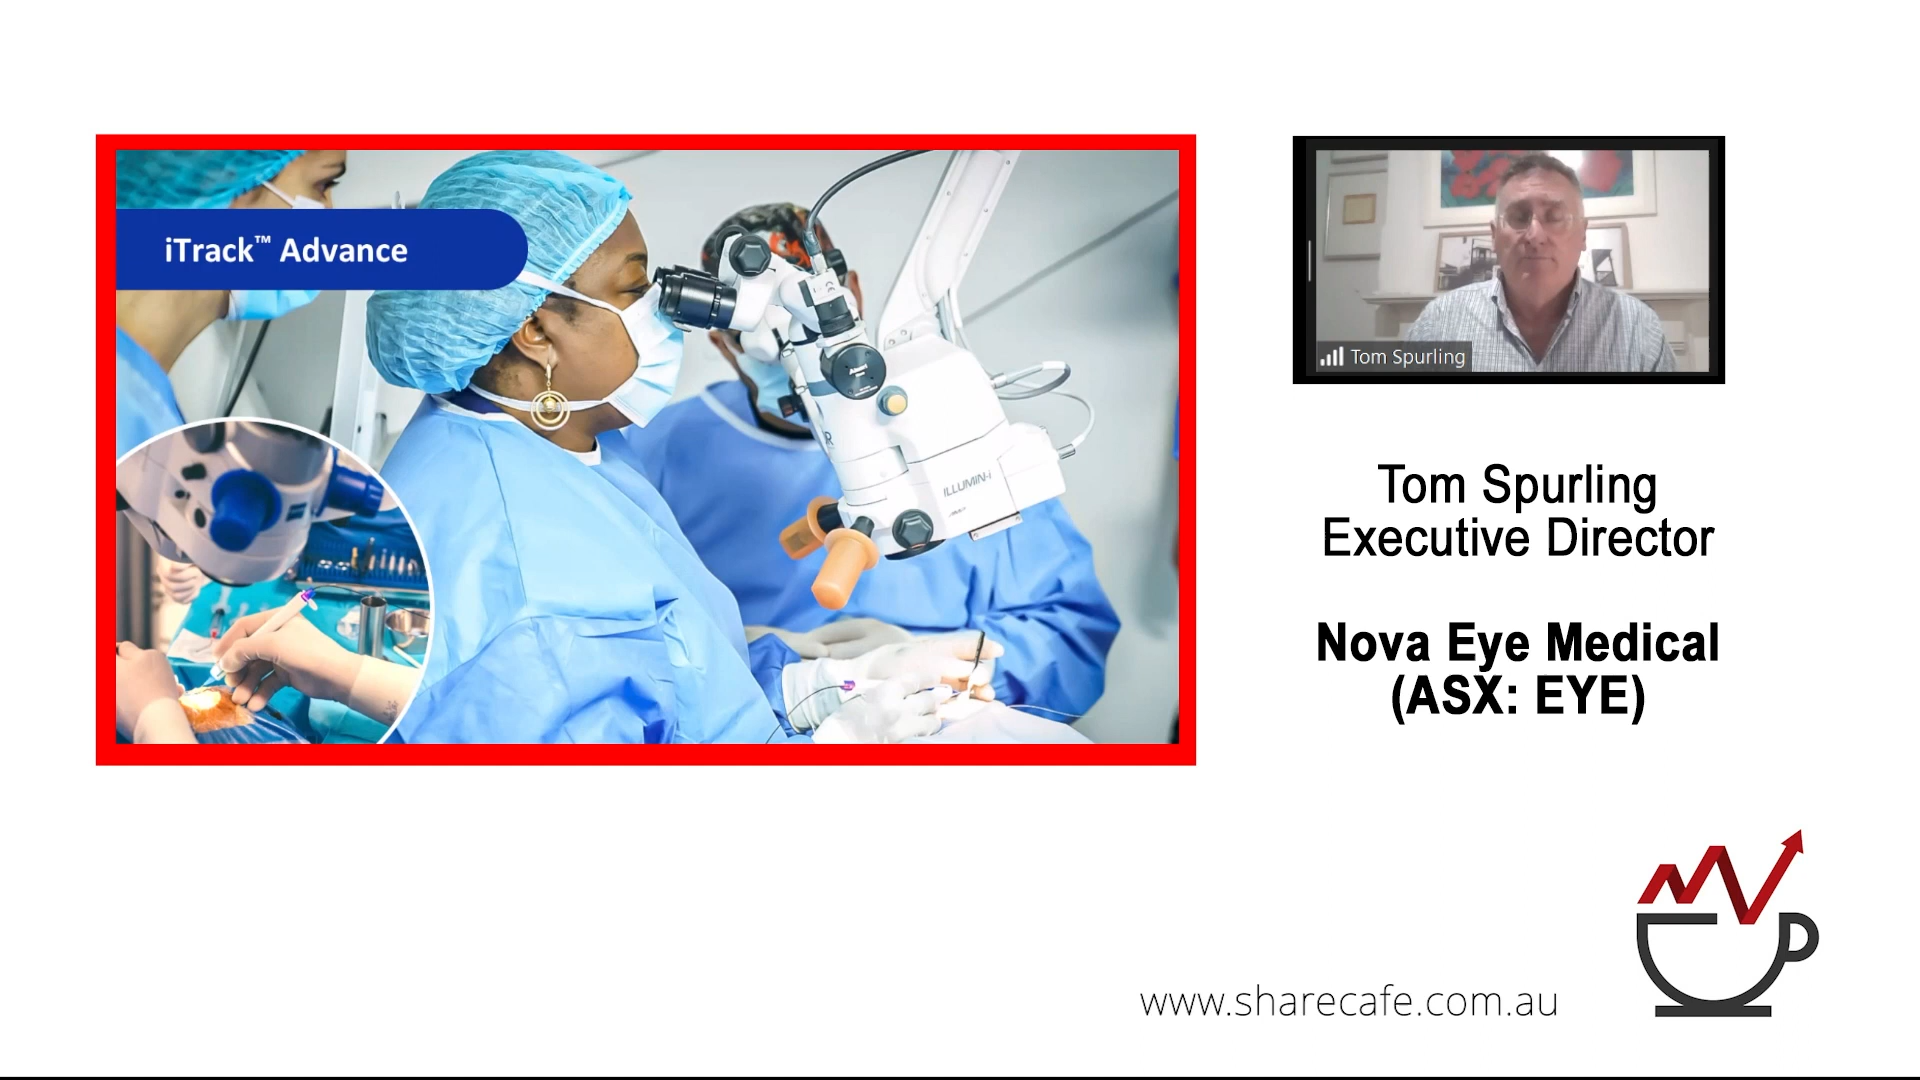 iTrack™ Advance
ILLUMIN-i
Tom Spurling
Tom Spurling
Executive Director
Nova Eye Medical
(ASX: EYE)
www.sharecafe.com.au